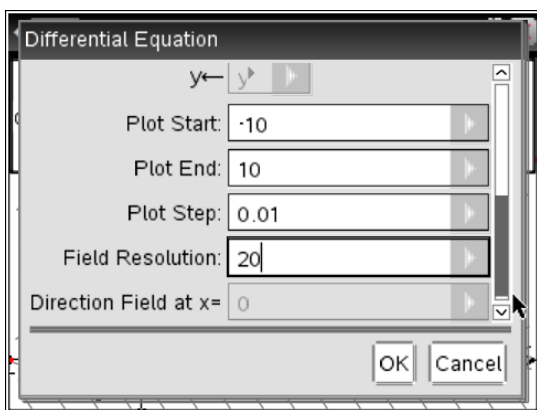 Differential Equation
y← y
Plot Start: -10
Plot End: 10
Plot Step: 0.01
Field Resolution: 20
Direction Field at x= 0
OK Cancel